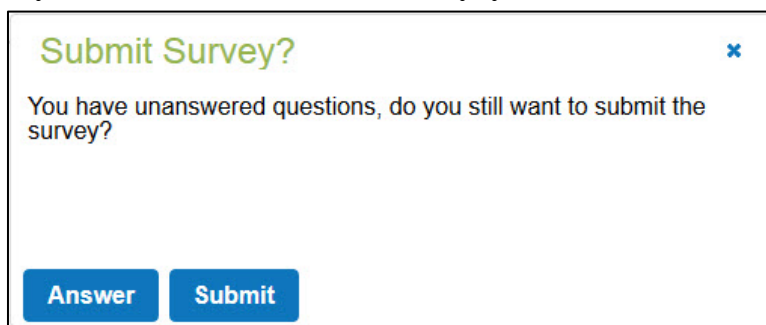 Submit Survey?
You have unanswered questions, do you still want to submit the
survey?
Answer Submit